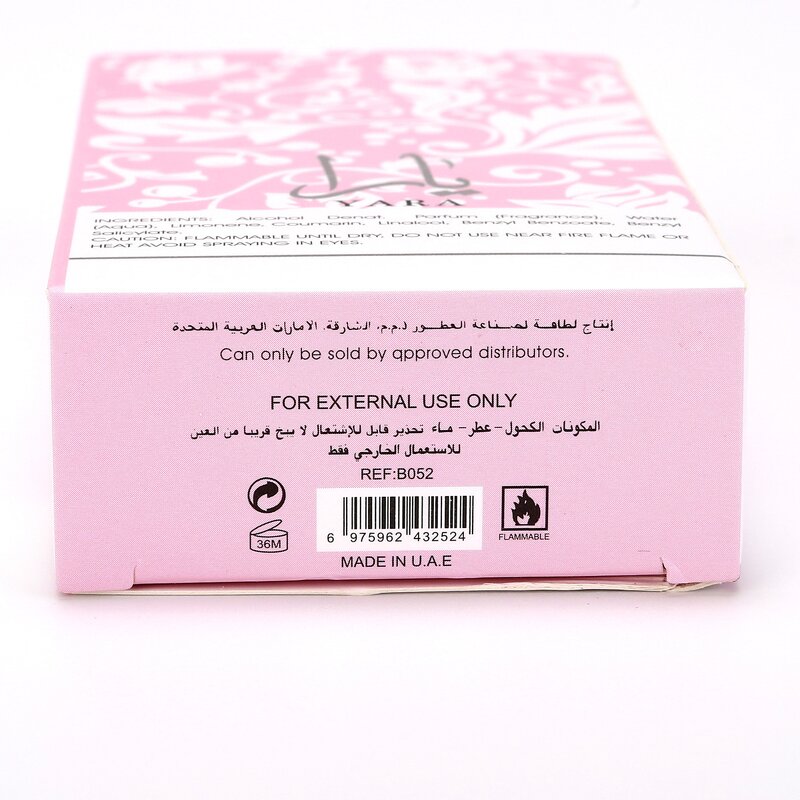 يارا
YARA
INGREDIENTS: Alcohol Denat, Parfum (Fragrance), Water
(Aqua), Limonene, Coumarin, Linalool, Benzyl Benzoate, Benzyl
Salicylate.
CAUTION: FLAMMABLE UNTIL DRY, DO NOT USE NEAR FIRE FLAME OR
HEAT AVOID SPRAYING IN EYES.
إنتاج لطافة لصناعة العطور ذ.م.م، الشارقة. الامارات العربية المتحدة
Can only be sold by approved distributors.
FOR EXTERNAL USE ONLY
المكونات الكحول - عطر - ماء تحذير قابل للإشتعال لا يبخ قريبا من العين
للاستعمال الخارجي فقط
REF:B052
36M
6 975962 432524
FLAMMABLE
MADE IN U.A.E